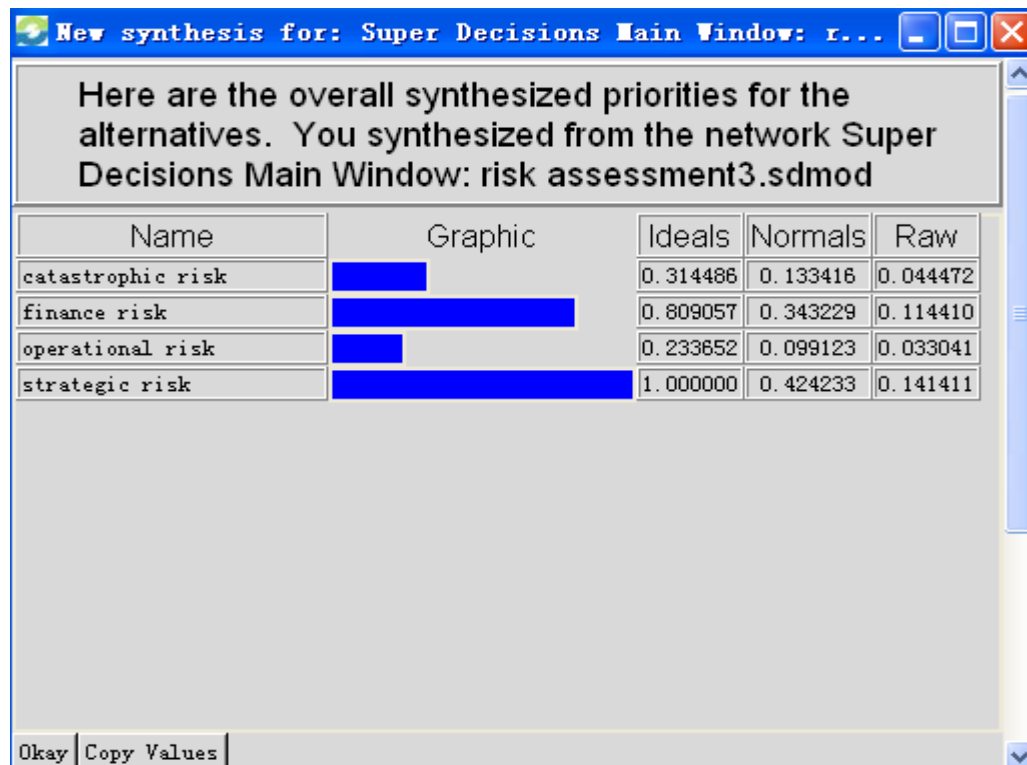 New synthesis for: Super Decisions Main Window: r...
Here are the overall synthesized priorities for the
alternatives. You synthesized from the network Super
Decisions Main Window: risk assessment3.sdmod
Name Graphic Ideals Normals Raw
catastrophic risk 0.314486 0.133416 0.044472
finance risk 0.809057 0.343229 0.114410
operational risk 0.233652 0.099123 0.033041
strategic risk 1.000000 0.424233 0.141411
Okay Copy Values